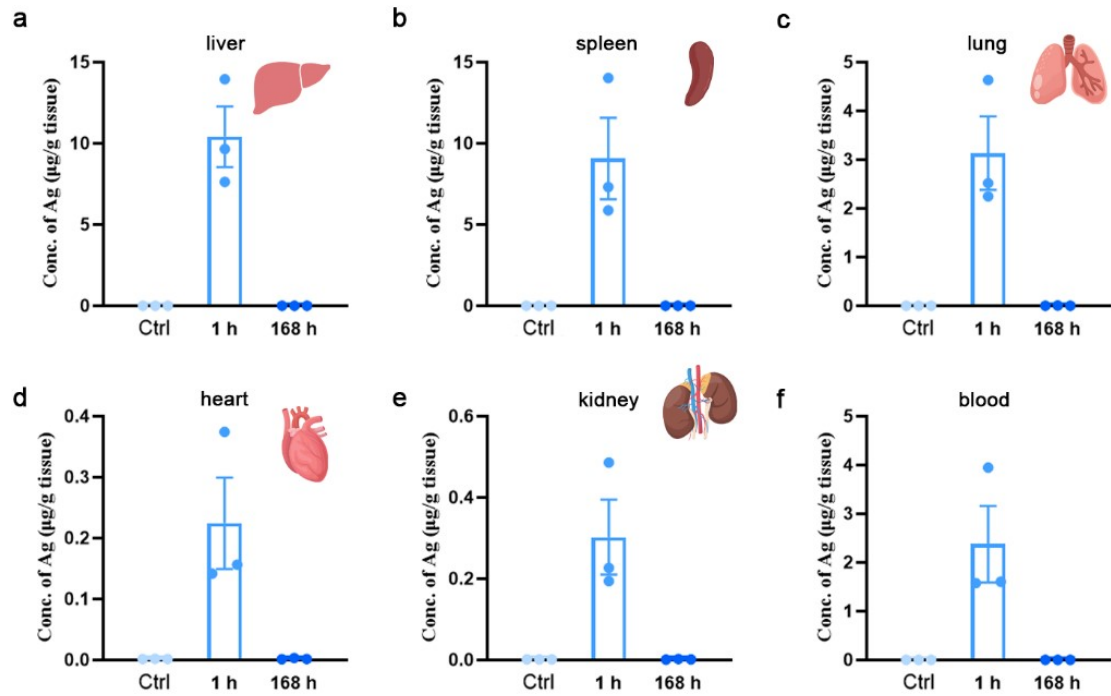 a
liver
Conc. of Ag (µg/g tissue)
15
10
5
0
Ctrl 1 h 168 h
b
spleen
Conc. of Ag (µg/g tissue)
15
10
5
0
Ctrl 1 h 168 h
c
lung
Conc. of Ag (µg/g tissue)
5
4
3
2
1
0
Ctrl 1 h 168 h
d
heart
Conc. of Ag (µg/g tissue)
0.4
0.3
0.2
0.1
0.0
Ctrl 1 h 168 h
e
kidney
Conc. of Ag (µg/g tissue)
0.6
0.4
0.2
0.0
Ctrl 1 h 168 h
f
blood
Conc. of Ag (µg/g tissue)
5
4
3
2
1
0
Ctrl 1 h 168 h